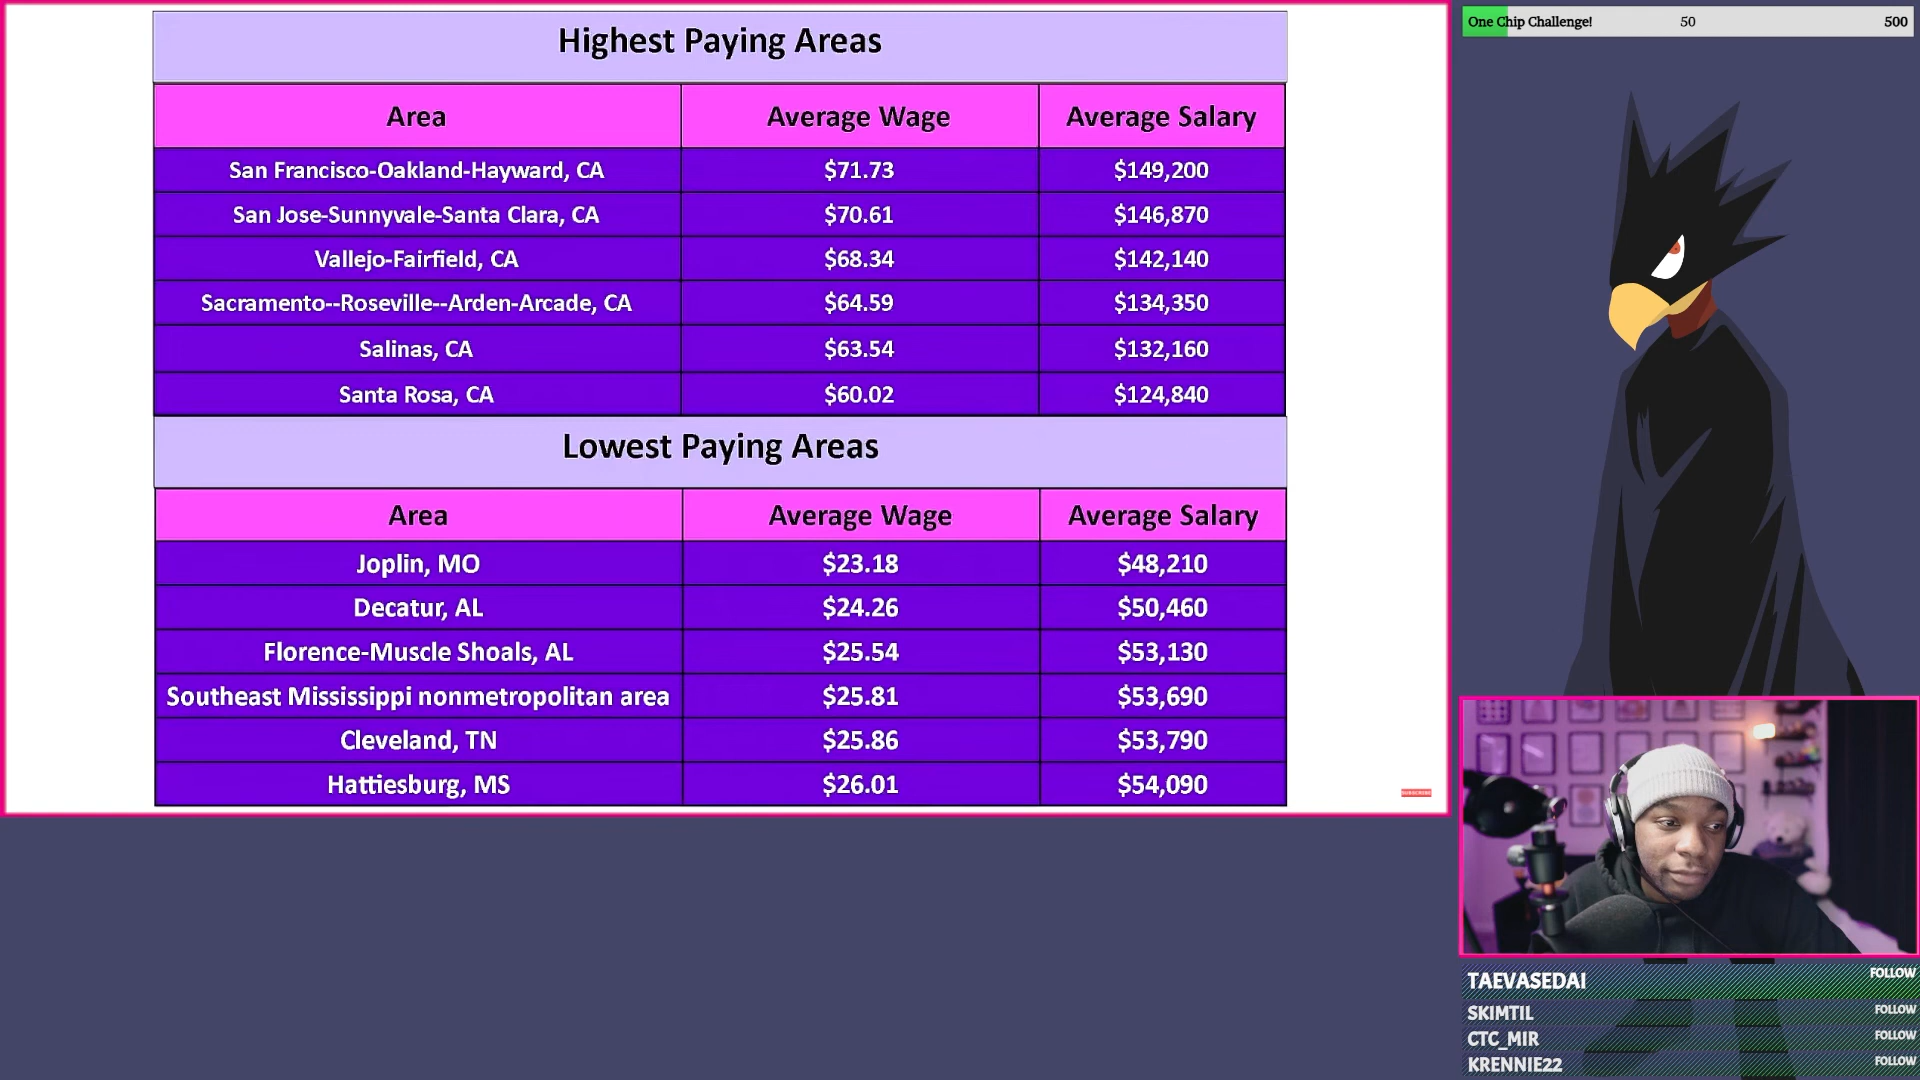 Highest Paying Areas
Area Average Wage Average Salary
San Francisco-Oakland-Hayward, CA $71.73 $149,200
San Jose-Sunnyvale-Santa Clara, CA $70.61 $146,870
Vallejo-Fairfield, CA $68.34 $142,140
Sacramento--Roseville--Arden-Arcade, CA $64.59 $134,350
Salinas, CA $63.54 $132,160
Santa Rosa, CA $60.02 $124,840
Lowest Paying Areas
Area Average Wage Average Salary
Joplin, MO $23.18 $48,210
Decatur, AL $24.26 $50,460
Florence-Muscle Shoals, AL $25.54 $53,130
Southeast Mississippi nonmetropolitan area $25.81 $53,690
Cleveland, TN $25.86 $53,790
Hattiesburg, MS $26.01 $54,090
SUBSCRIBE
One Chip Challenge! 50 500
TAEVASEDAI FOLLOW
SKIMTIL FOLLOW
CTC_MIR FOLLOW
KRENNIE22 FOLLOW